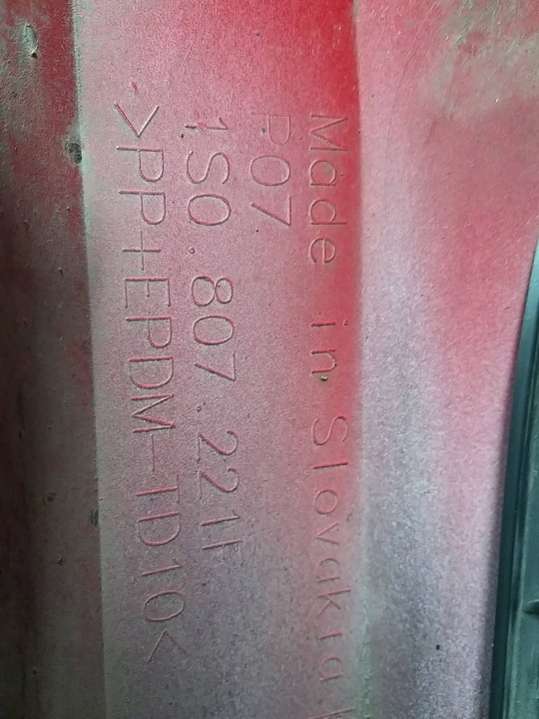 Made in Slovakia
P07
1S0.807.221F
>PP+EPDM-TD10<